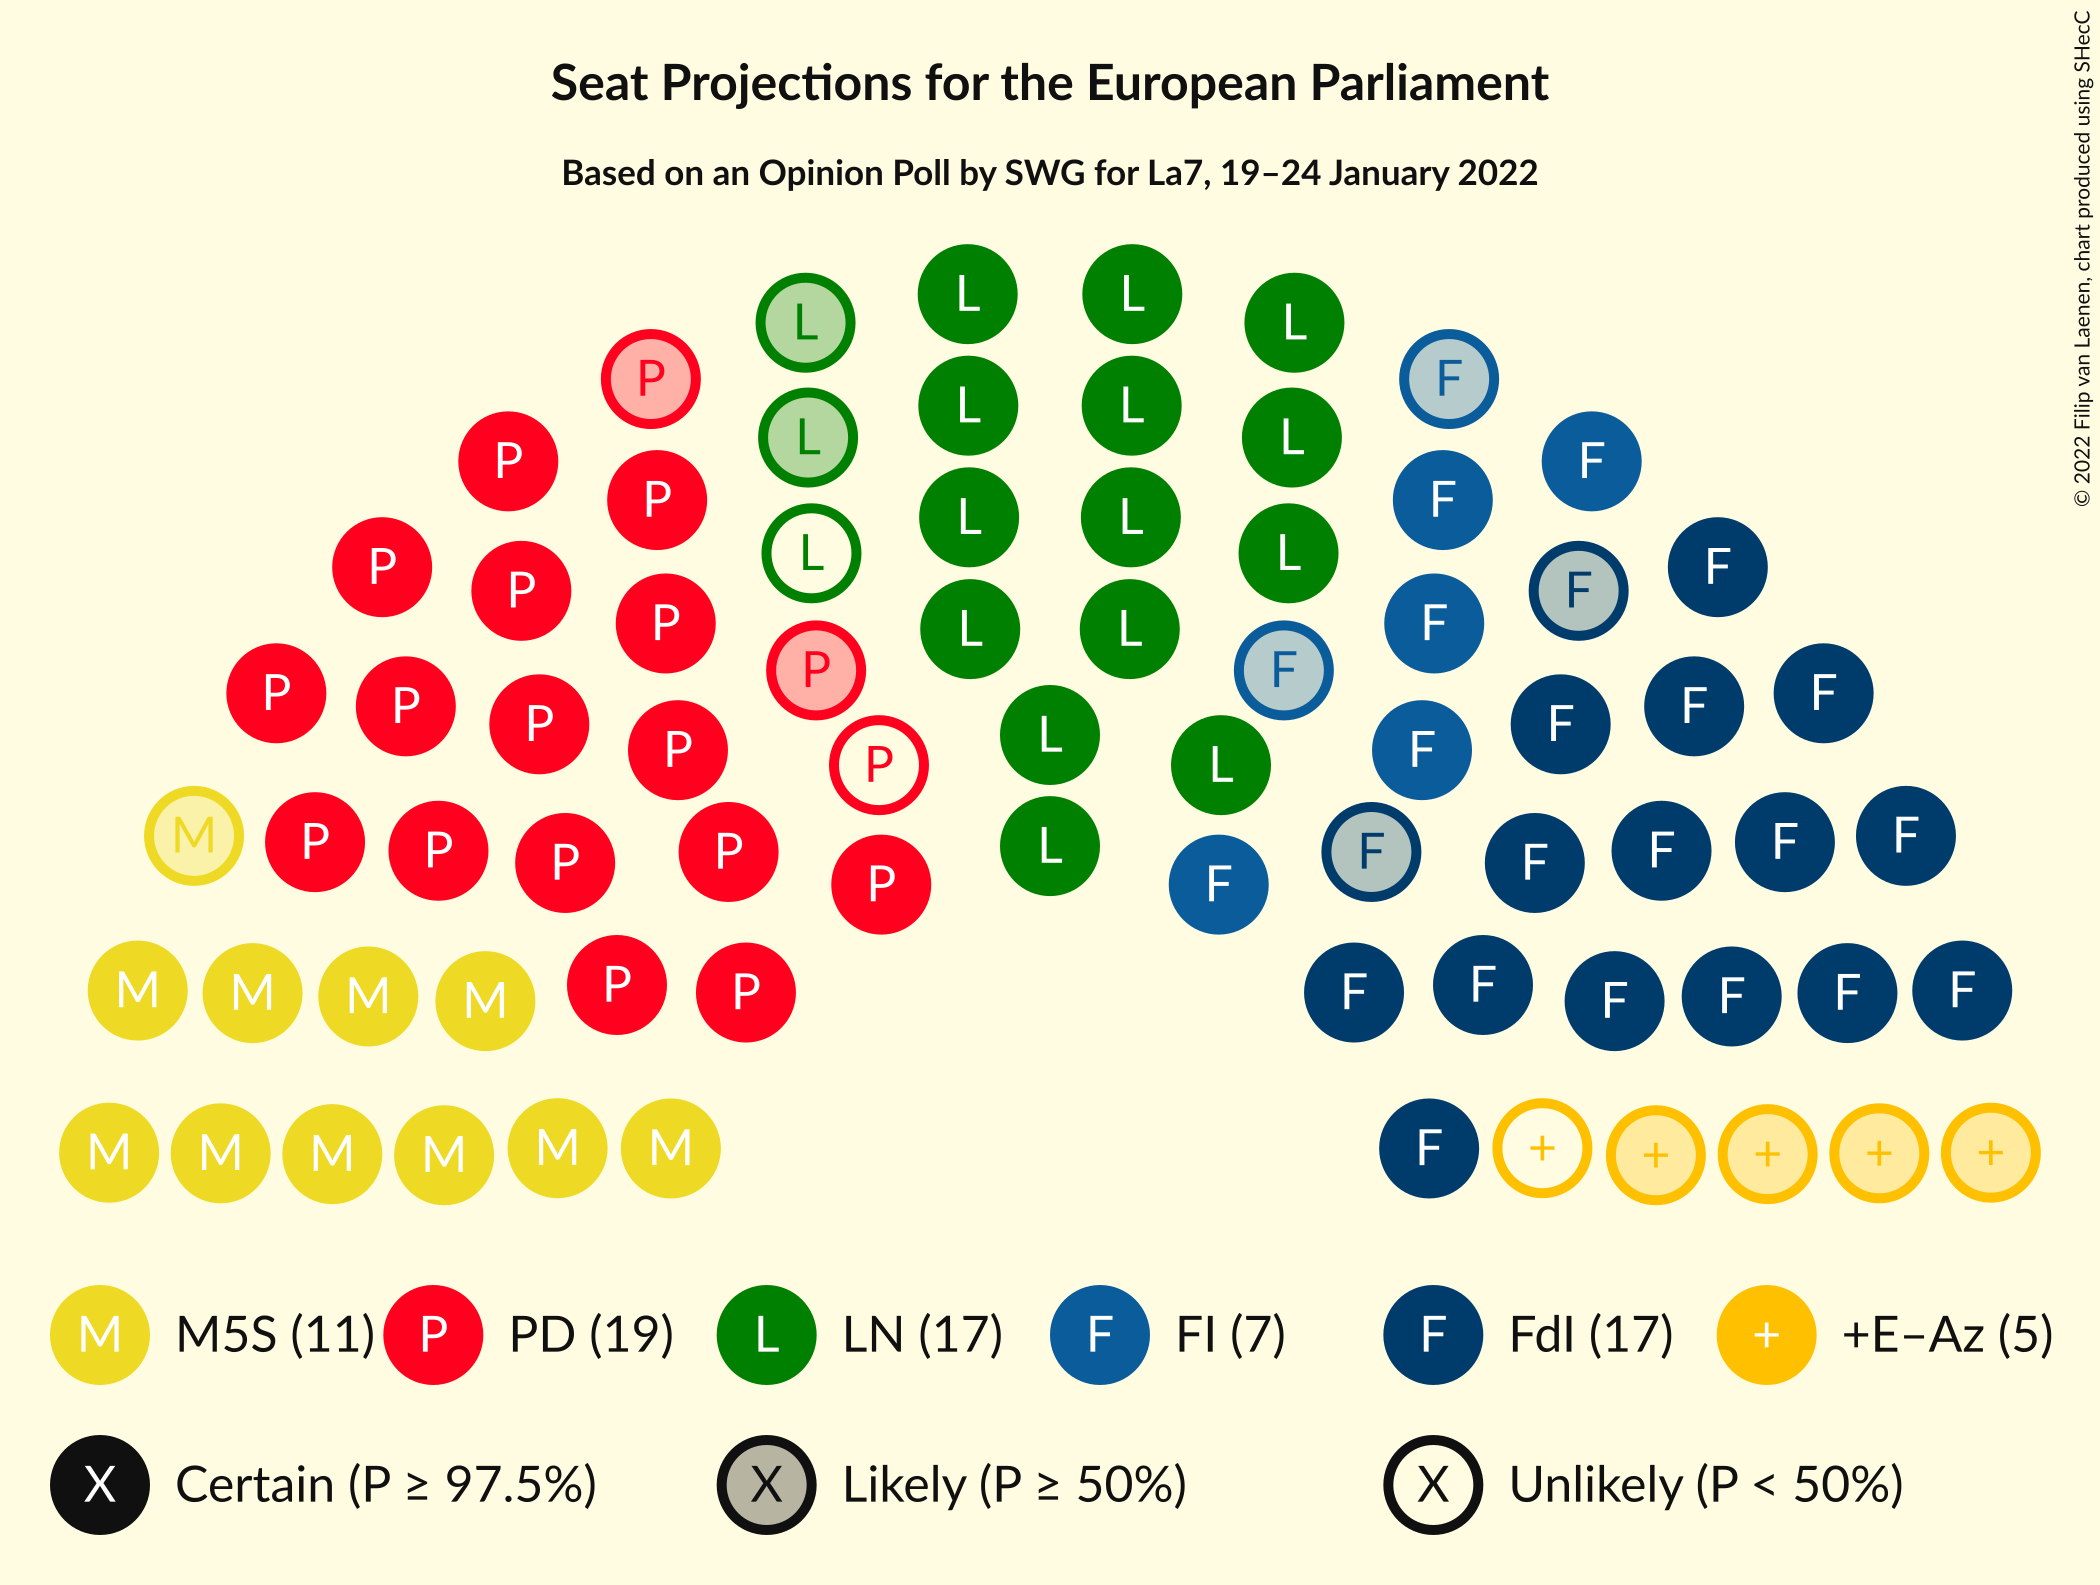 Seat Projections for the European Parliament
Based on an Opinion Poll by SWG for La7, 19–24 January 2022
© 2022 Filip van Laenen, chart produced using SHecC
L L
L L
P F
L L
L L
P F
P F
L L
P F
L L
P P F F
L L
P F
L L
P F
P P F F
P P F F
L
P L
M P P P P F F F F F
L
P F
M M M M P P F F F F F F
M M M M M M F + + + + +
M M5S (11) P PD (19) L LN (17) F FI (7) F FdI (17) + +E–Az (5)
X Certain (P ≥ 97.5%) X Likely (P ≥ 50%) X Unlikely (P < 50%)